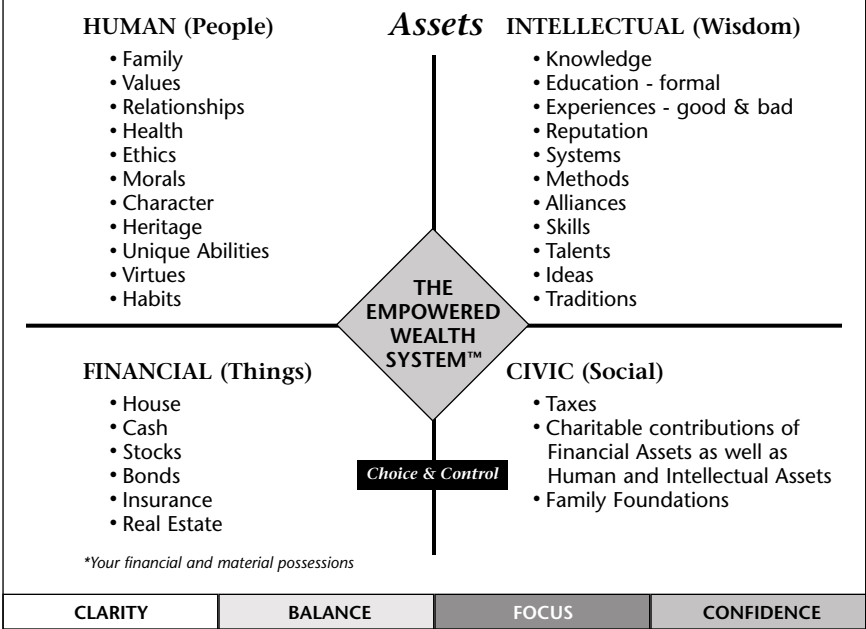 Assets
HUMAN (People)
• Family
• Values
• Relationships
• Health
• Ethics
• Morals
• Character
• Heritage
• Unique Abilities
• Virtues
• Habits
INTELLECTUAL (Wisdom)
• Knowledge
• Education - formal
• Experiences - good & bad
• Reputation
• Systems
• Methods
• Alliances
• Skills
• Talents
• Ideas
• Traditions
THE
EMPOWERED
WEALTH
SYSTEM™
FINANCIAL (Things)
• House
• Cash
• Stocks
• Bonds
• Insurance
• Real Estate
*Your financial and material possessions
Choice & Control
CIVIC (Social)
• Taxes
• Charitable contributions of
Financial Assets as well as
Human and Intellectual Assets
• Family Foundations
CLARITY
BALANCE
FOCUS
CONFIDENCE